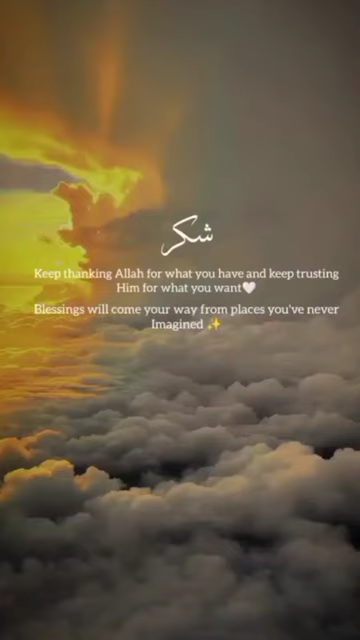 شكر
Keep thanking Allah for what you have and keep trusting
Him for what you want🤍
Blessings will come your way from places you've never
Imagined ✨